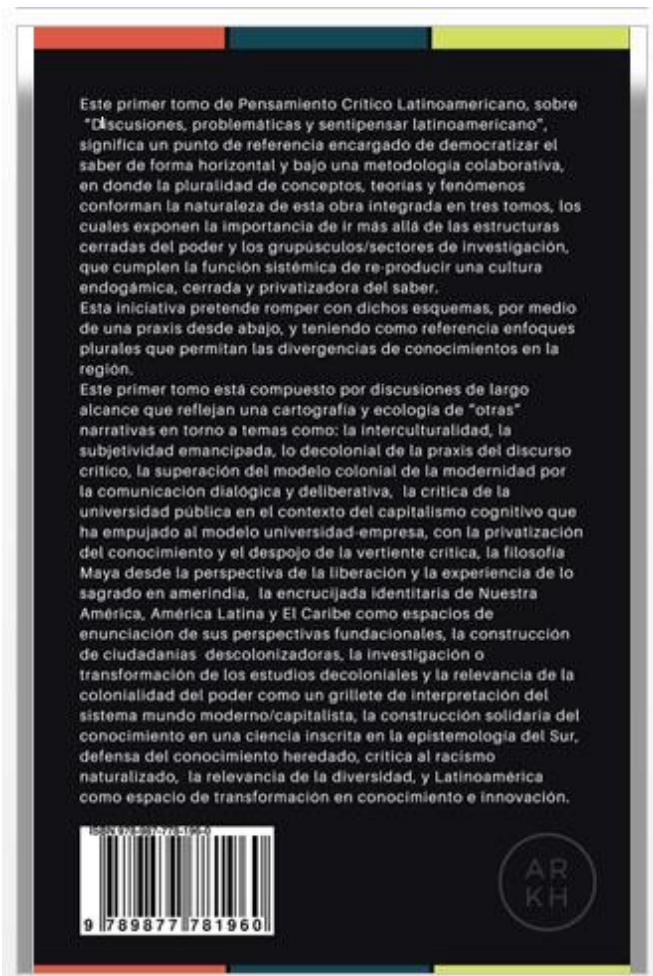 Este primer tomo de Pensamiento Crítico Latinoamericano, sobre
"Discusiones, problemáticas y sentipensar latinoamericano",
significa un punto de referencia encargado de democratizar el
saber de forma horizontal y bajo una metodología colaborativa,
en donde la pluralidad de conceptos, teorías y fenómenos
conforman la naturaleza de esta obra integrada en tres tomos, los
cuales exponen la importancia de ir más allá de las estructuras
cerradas del poder y los grupúsculos/sectores de investigación,
que cumplen la función sistémica de re-producir una cultura
endogámica, cerrada y privatizadora del saber.
Esta iniciativa pretende romper con dichos esquemas, por medio
de una praxis desde abajo, y teniendo como referencia enfoques
plurales que permitan las divergencias de conocimientos en la
región.
Este primer tomo está compuesto por discusiones de largo
alcance que reflejan una cartografía y ecología de "otras"
narrativas en torno a temas como: la interculturalidad, la
subjetividad emancipada, lo decolonial de la praxis del discurso
crítico, la superación del modelo colonial de la modernidad por
la comunicación dialógica y deliberativa, la crítica de la
universidad pública en el contexto del capitalismo cognitivo que
ha empujado al modelo universidad-empresa, con la privatización
del conocimiento y el despojo de la vertiente crítica, la filosofía
Maya desde la perspectiva de la liberación y la experiencia de lo
sagrado en amerindia, la encrucijada identitaria de Nuestra
América, América Latina y El Caribe como espacios de
enunciación de sus perspectivas fundacionales, la construcción
de ciudadanías descolonizadoras, la investigación o
transformación de los estudios decoloniales y la relevancia de la
colonialidad del poder como un grillete de interpretación del
sistema mundo moderno/capitalista, la construcción solidaria del
conocimiento en una ciencia inscrita en la epistemología del Sur,
defensa del conocimiento heredado, crítica al racismo
naturalizado, la relevancia de la diversidad, y Latinoamérica
como espacio de transformación en conocimiento e innovación.
ISBN 978-987-778-196-0
9 789877 781960
AR
KH